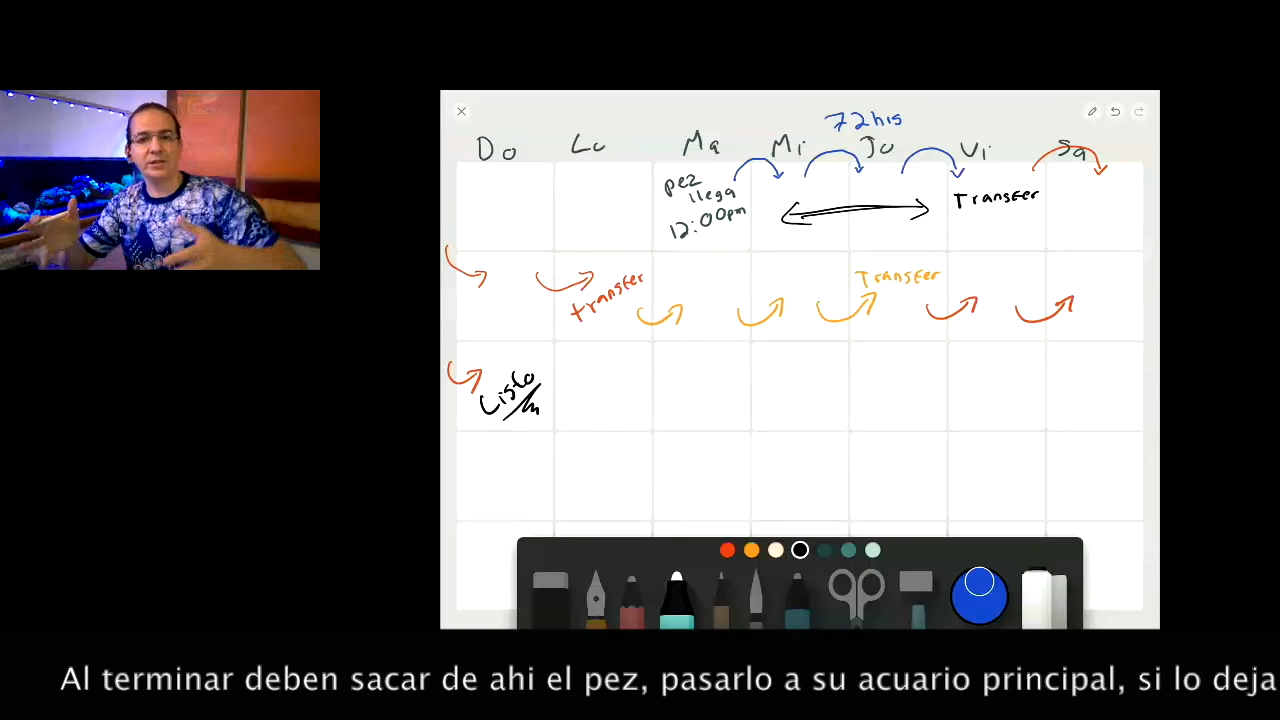 72hrs
Do Lu Ma Mi Ju Vi Sa
pez
llega
12:00pm
Transfer
transfer
Transfer
Listo
Al terminar deben sacar de ahi el pez, pasarlo a su acuario principal, si lo deja